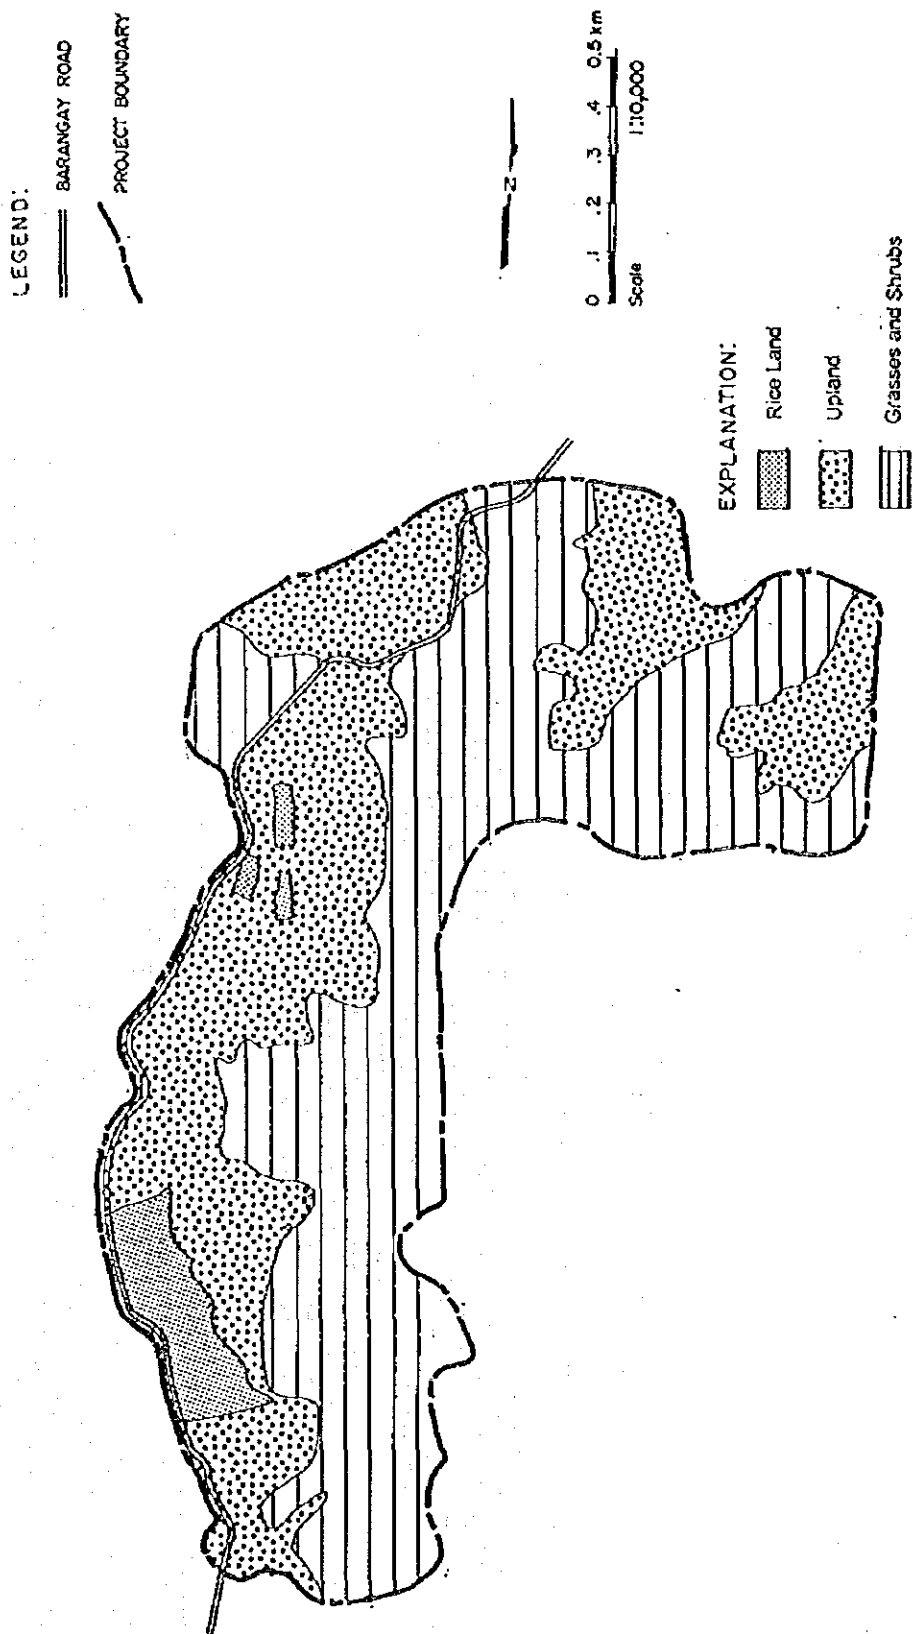 LEGEND:
BARANGAY ROAD
PROJECT BOUNDARY
N
0 .1 .2 .3 .4 0.5 km
Scale 1:10,000
EXPLANATION:
Rice Land
Upland
Grasses and Shrubs